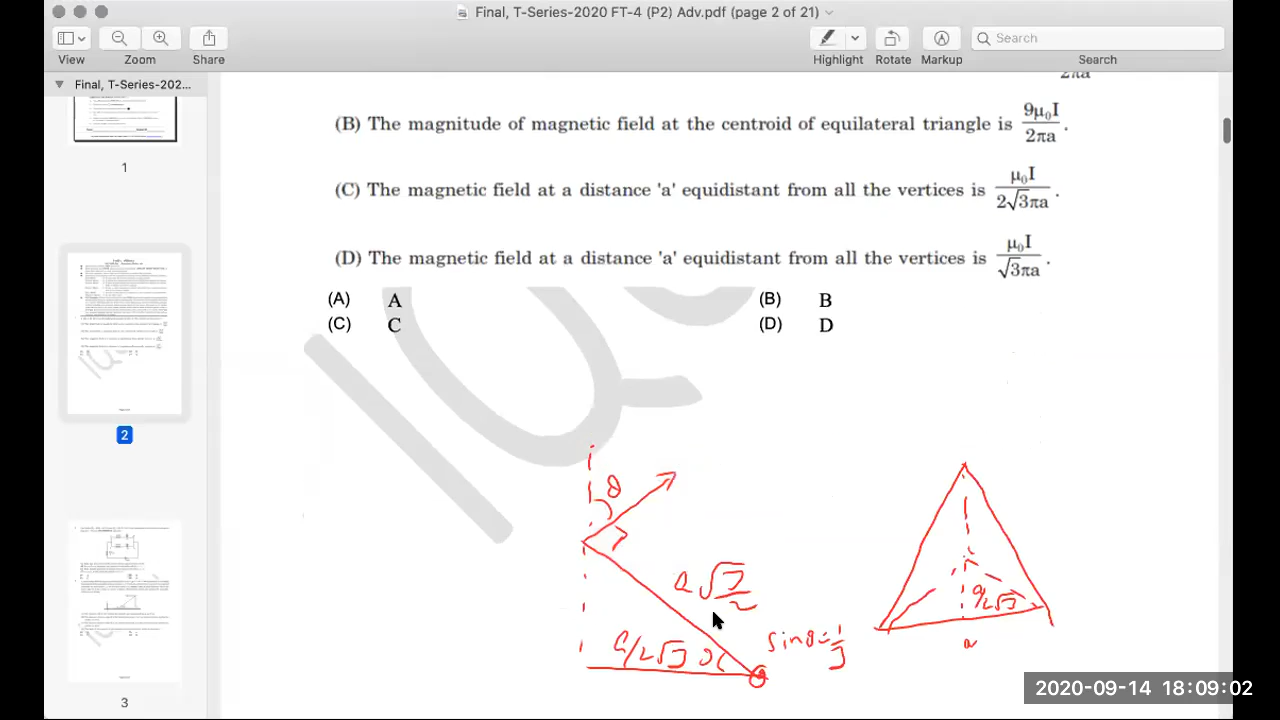 Final, T-Series-2020 FT-4 (P2) Adv.pdf (page 2 of 21)
View Zoom Share Highlight Rotate Markup Search
Search
Final, T-Series-202...
1
2
3
2πa
(B) The magnitude of magnetic field at the centroid of equilateral triangle is 9μ₀I/2πa.
(C) The magnetic field at a distance 'a' equidistant from all the vertices is μ₀I/2√3πa.
(D) The magnetic field at a distance 'a' equidistant from all the vertices is μ₀I/√3πa.
(A) A (B) B
(C) C (D) D
θ
a√3/2
a/2√3
sinθ=1/3
a/2√3
a
2020-09-14 18:09:02